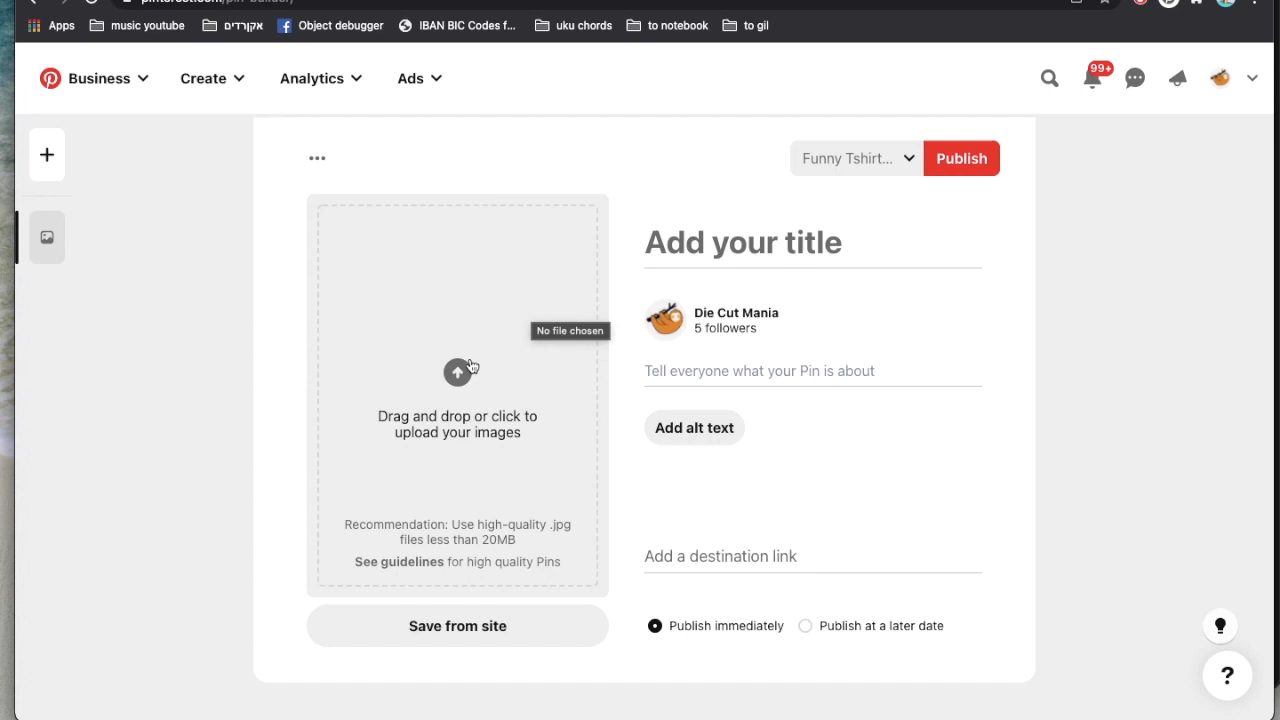 pinterest.com/pin-builder/
Apps music youtube אקורדים Object debugger IBAN BIC Codes f... uku chords to notebook to gil
Business Create Analytics Ads 99+
Funny Tshirt... Publish
Add your title
Die Cut Mania
5 followers
No file chosen
Tell everyone what your Pin is about
Drag and drop or click to
upload your images
Add alt text
Recommendation: Use high-quality .jpg
files less than 20MB
See guidelines for high quality Pins
Add a destination link
Save from site
Publish immediately Publish at a later date
?